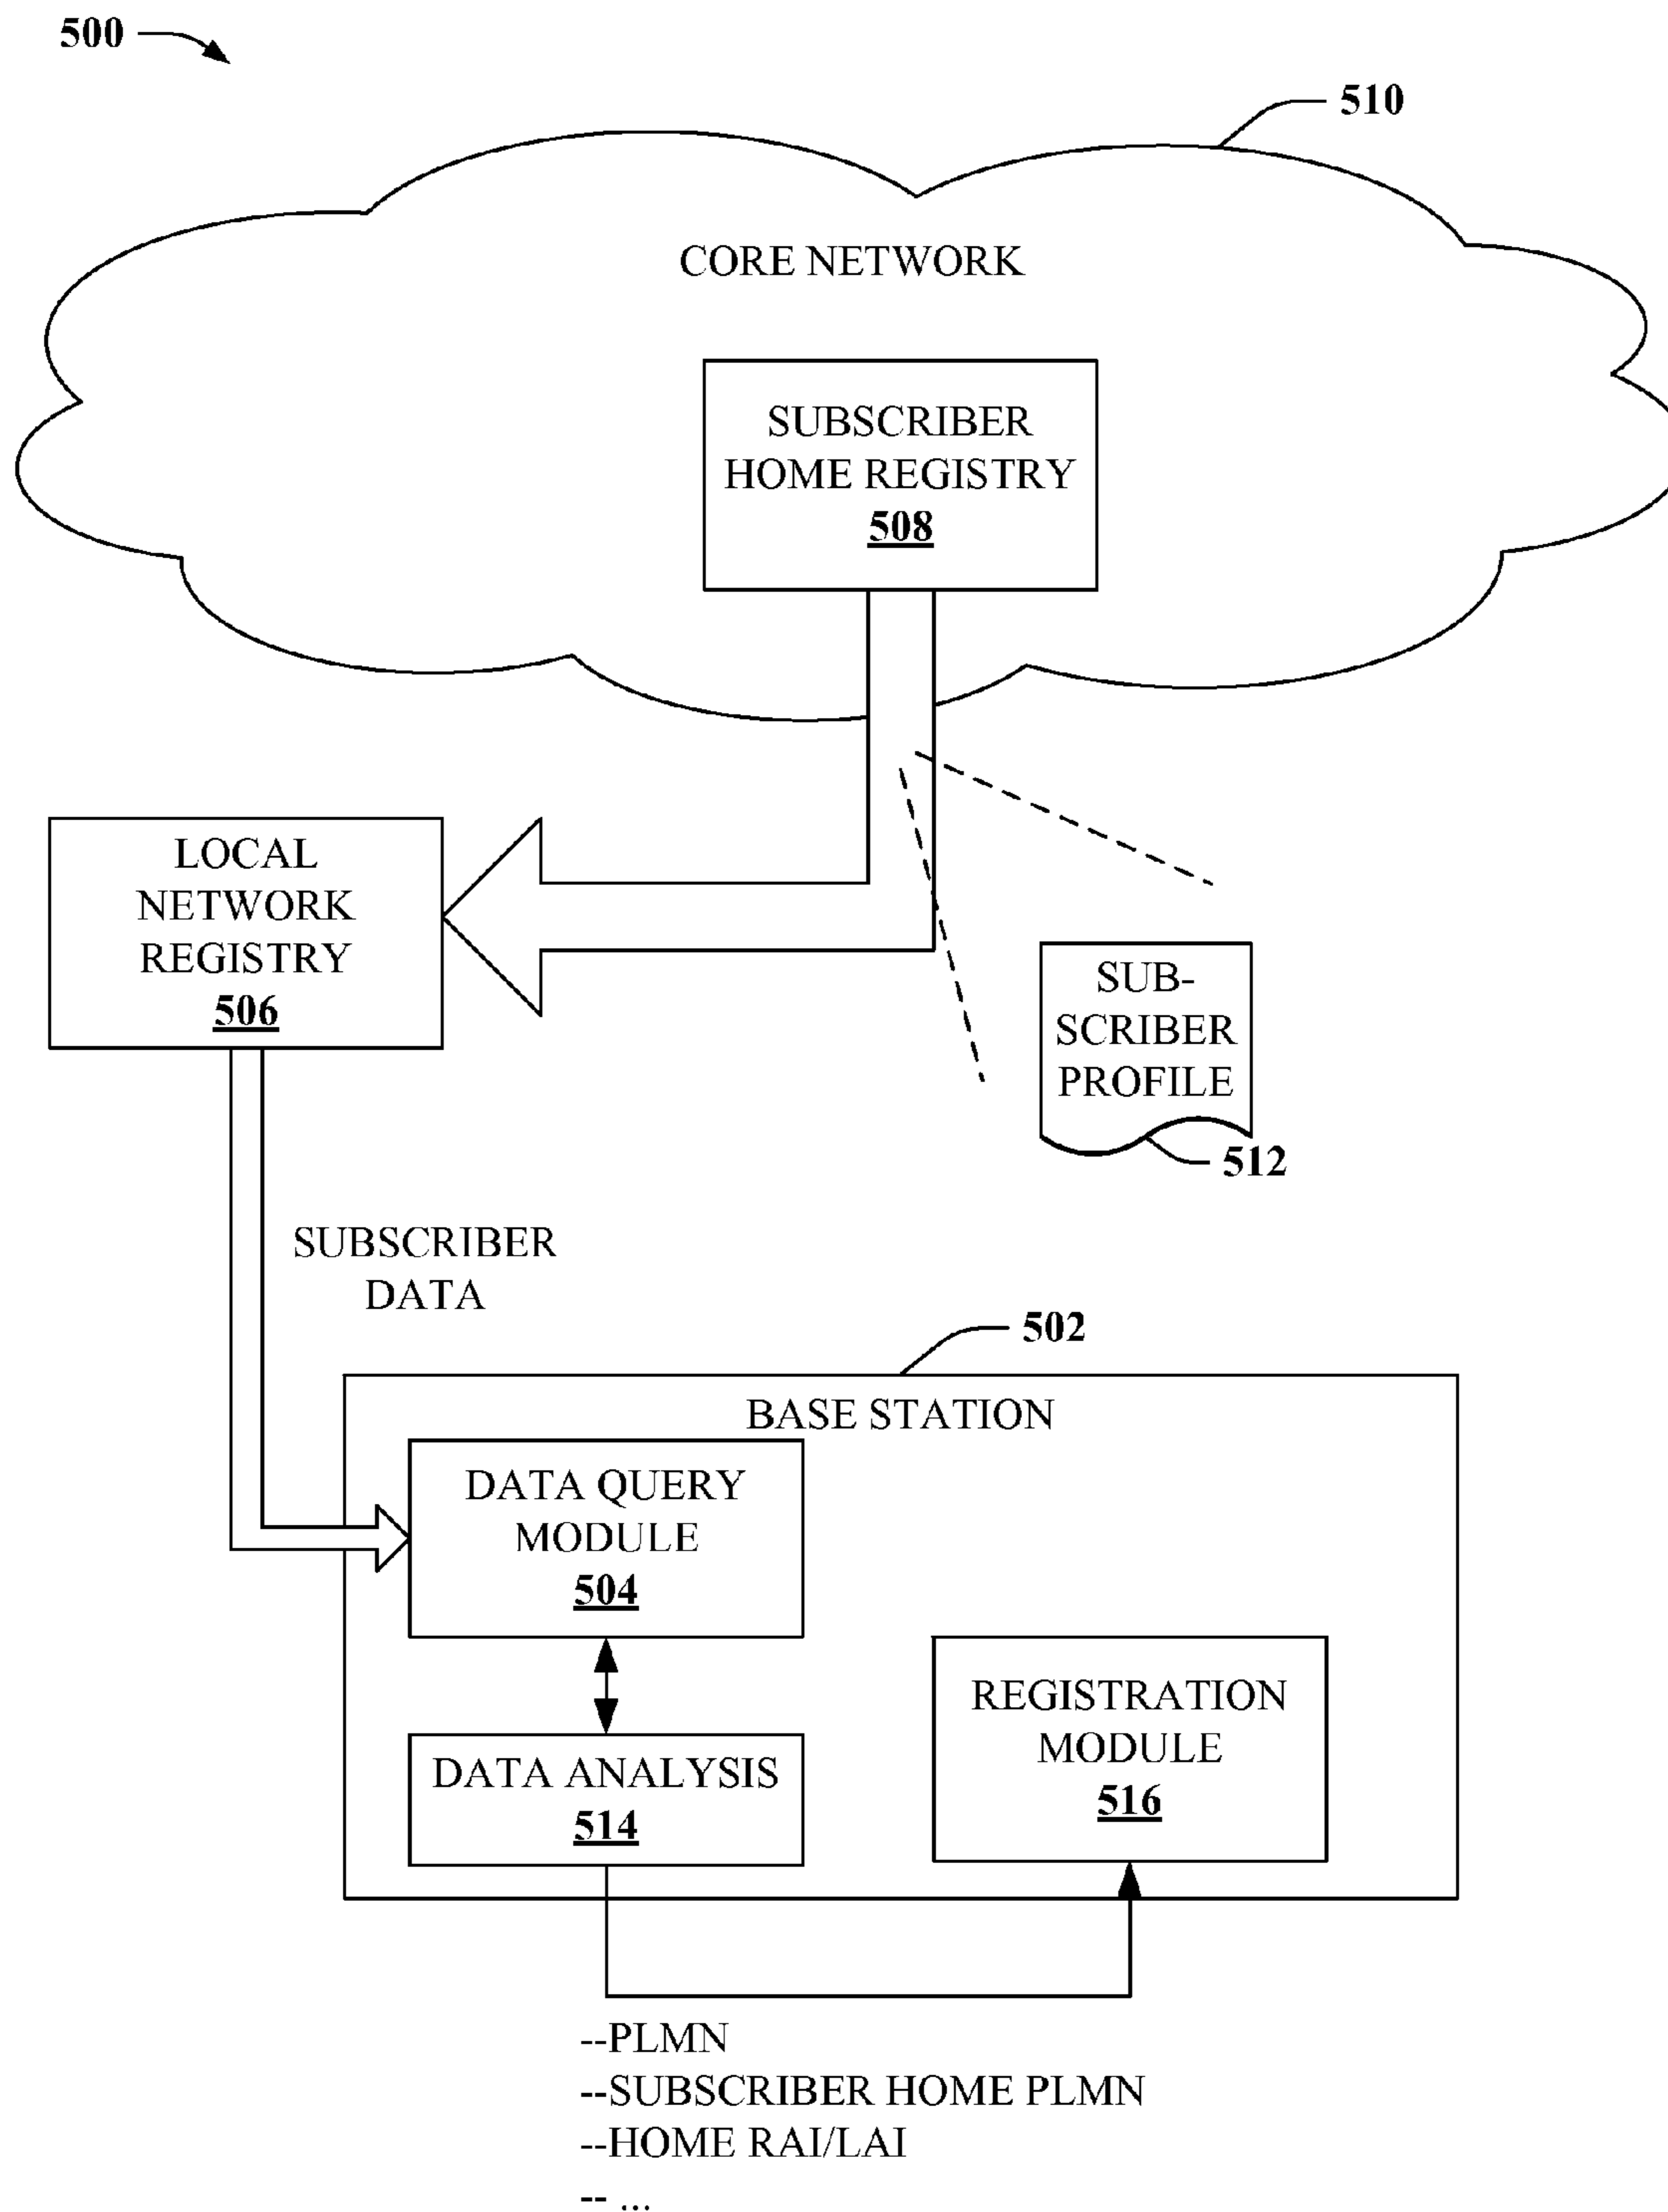 500
510
CORE NETWORK
SUBSCRIBER
HOME REGISTRY
508
LOCAL
NETWORK
REGISTRY
506
SUB-
SCRIBER
PROFILE
512
SUBSCRIBER
DATA
502
BASE STATION
DATA QUERY
MODULE
504
REGISTRATION
MODULE
516
DATA ANALYSIS
514
--PLMN
--SUBSCRIBER HOME PLMN
--HOME RAI/LAI
-- ...